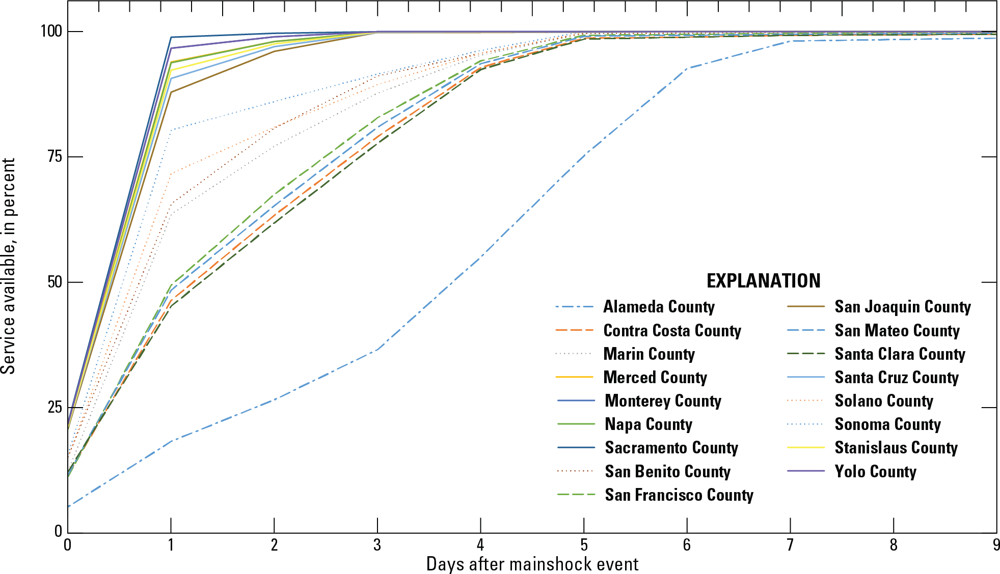 Service available, in percent
100
75
50
25
0
0 1 2 3 4 5 6 7 8 9
Days after mainshock event
EXPLANATION
Alameda County
Contra Costa County
Marin County
Merced County
Monterey County
Napa County
Sacramento County
San Benito County
San Francisco County
San Joaquin County
San Mateo County
Santa Clara County
Santa Cruz County
Solano County
Sonoma County
Stanislaus County
Yolo County